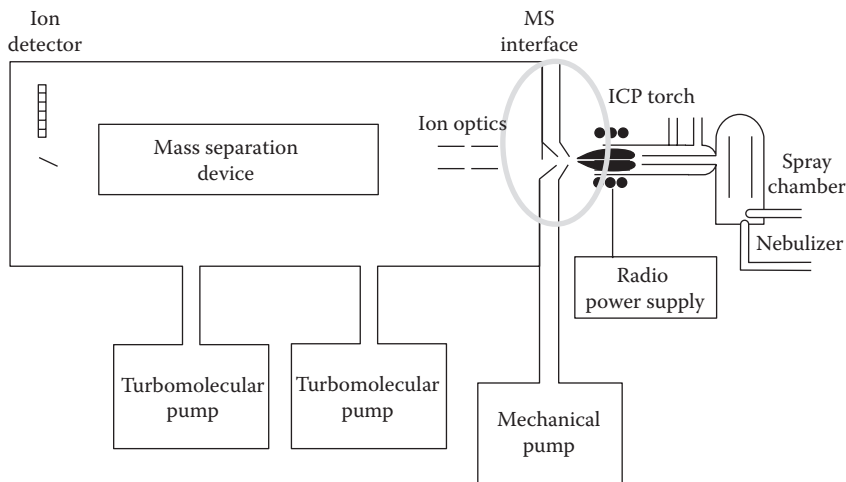 Ion
detector
MS
interface
ICP torch
Ion optics
Mass separation
device
Spray
chamber
Nebulizer
Radio
power supply
Turbomolecular
pump
Turbomolecular
pump
Mechanical
pump